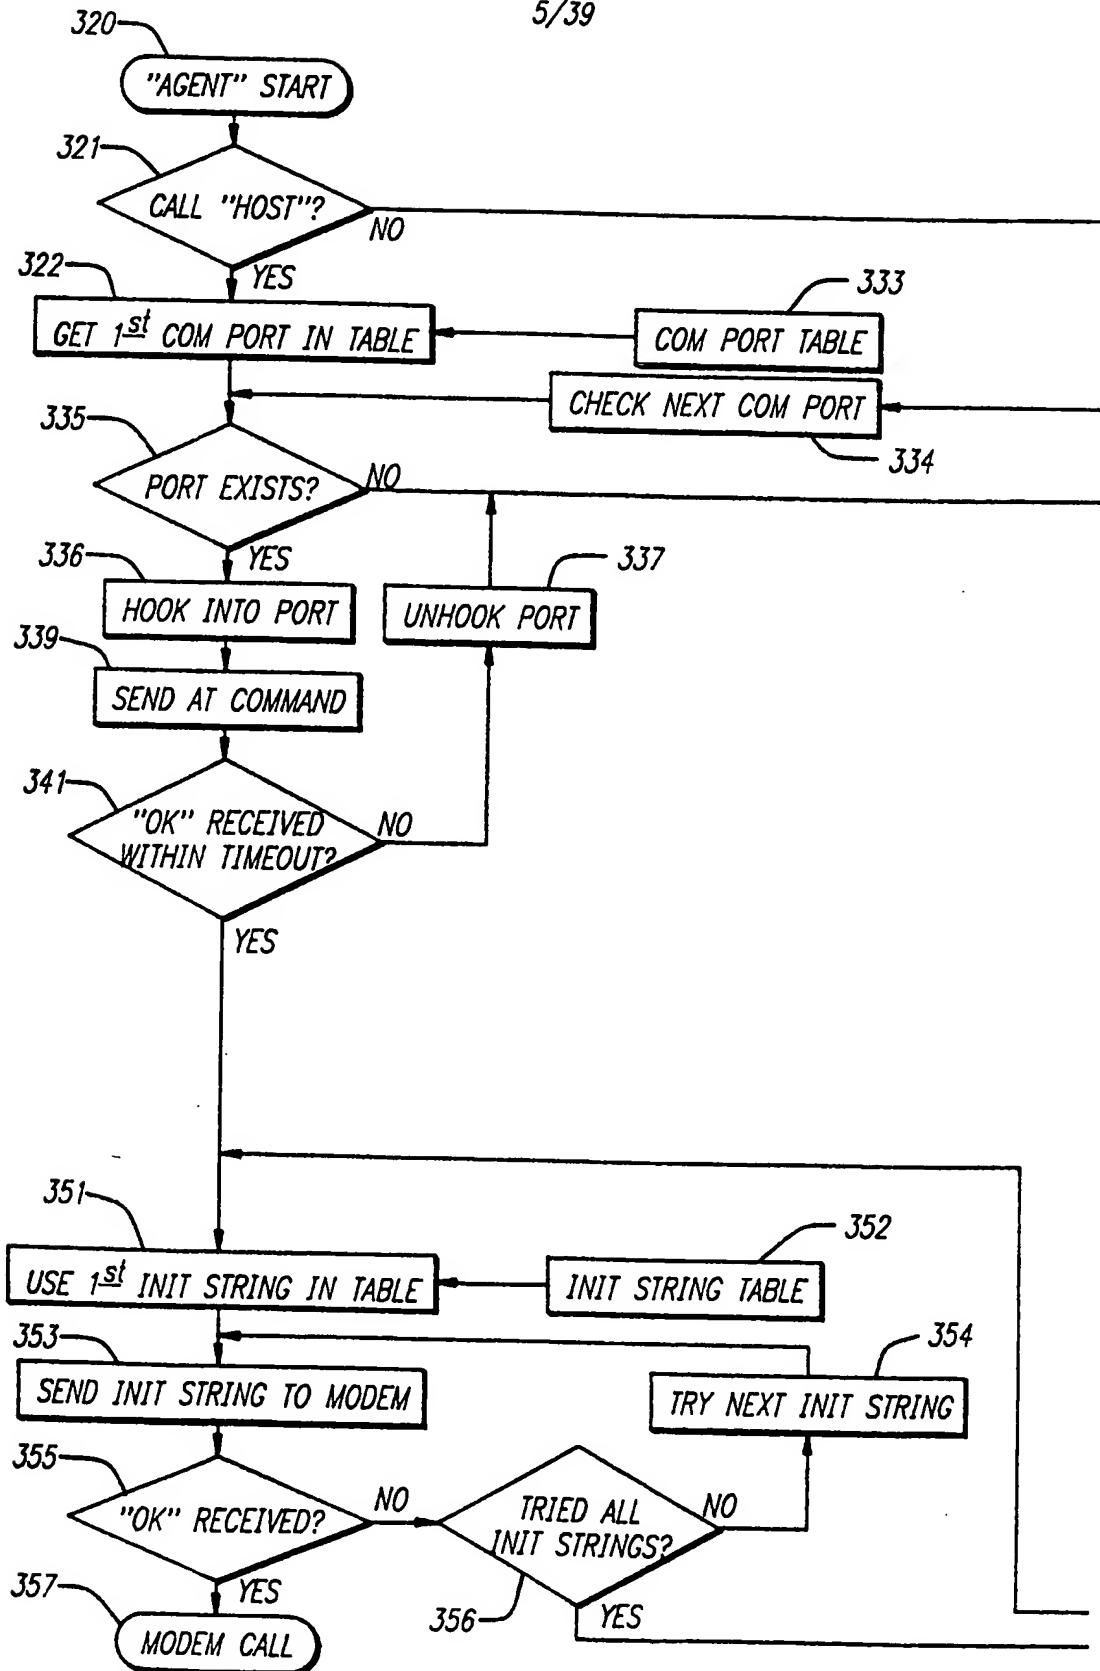 5/39
320
"AGENT" START
321
CALL "HOST"?
NO
YES
322
GET 1st COM PORT IN TABLE
333
COM PORT TABLE
CHECK NEXT COM PORT
334
335
PORT EXISTS?
NO
YES
336
HOOK INTO PORT
337
UNHOOK PORT
339
SEND AT COMMAND
341
"OK" RECEIVED
WITHIN TIMEOUT?
NO
YES
351
USE 1st INIT STRING IN TABLE
352
INIT STRING TABLE
353
SEND INIT STRING TO MODEM
354
TRY NEXT INIT STRING
355
"OK" RECEIVED?
NO
TRIED ALL
INIT STRINGS?
NO
356
YES
YES
357
MODEM CALL